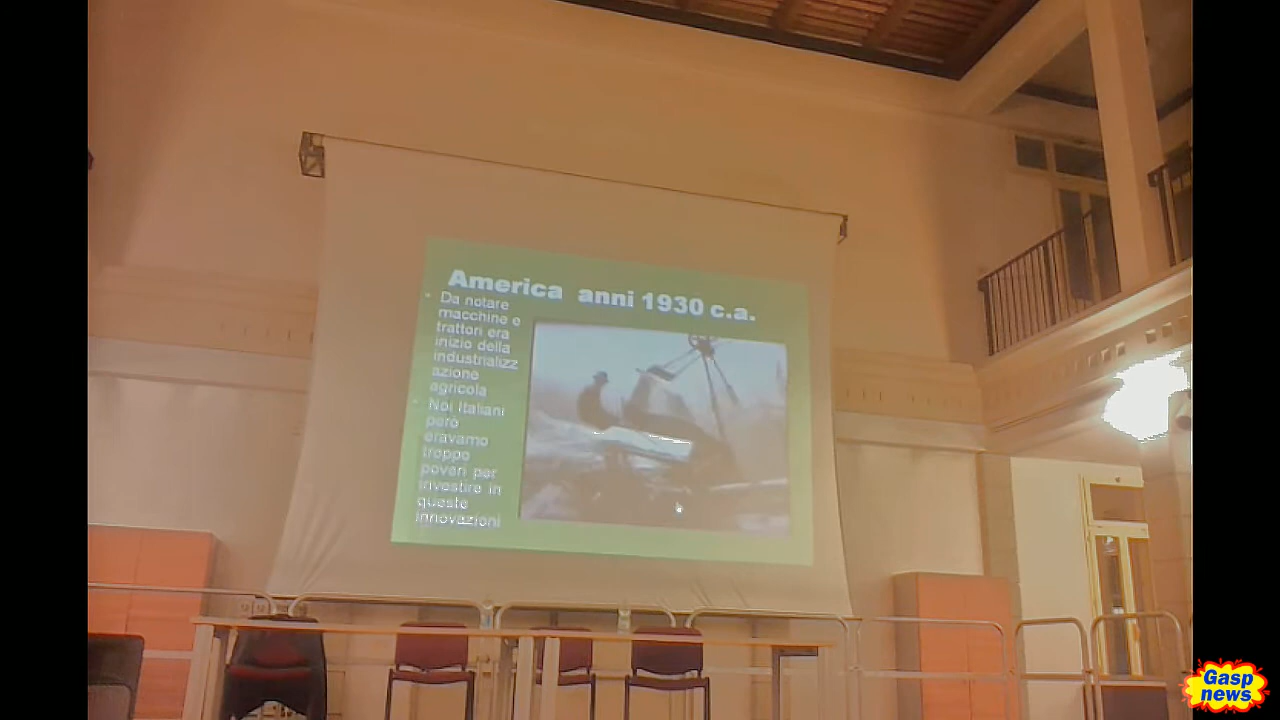 America anni 1930 c.a.
Da notare
macchine e
trattori era
inizio della
industrializz
azione
agricola
Noi Italiani
però
eravamo
troppo
poveri per
investire in
queste
innovazioni
Gasp
news